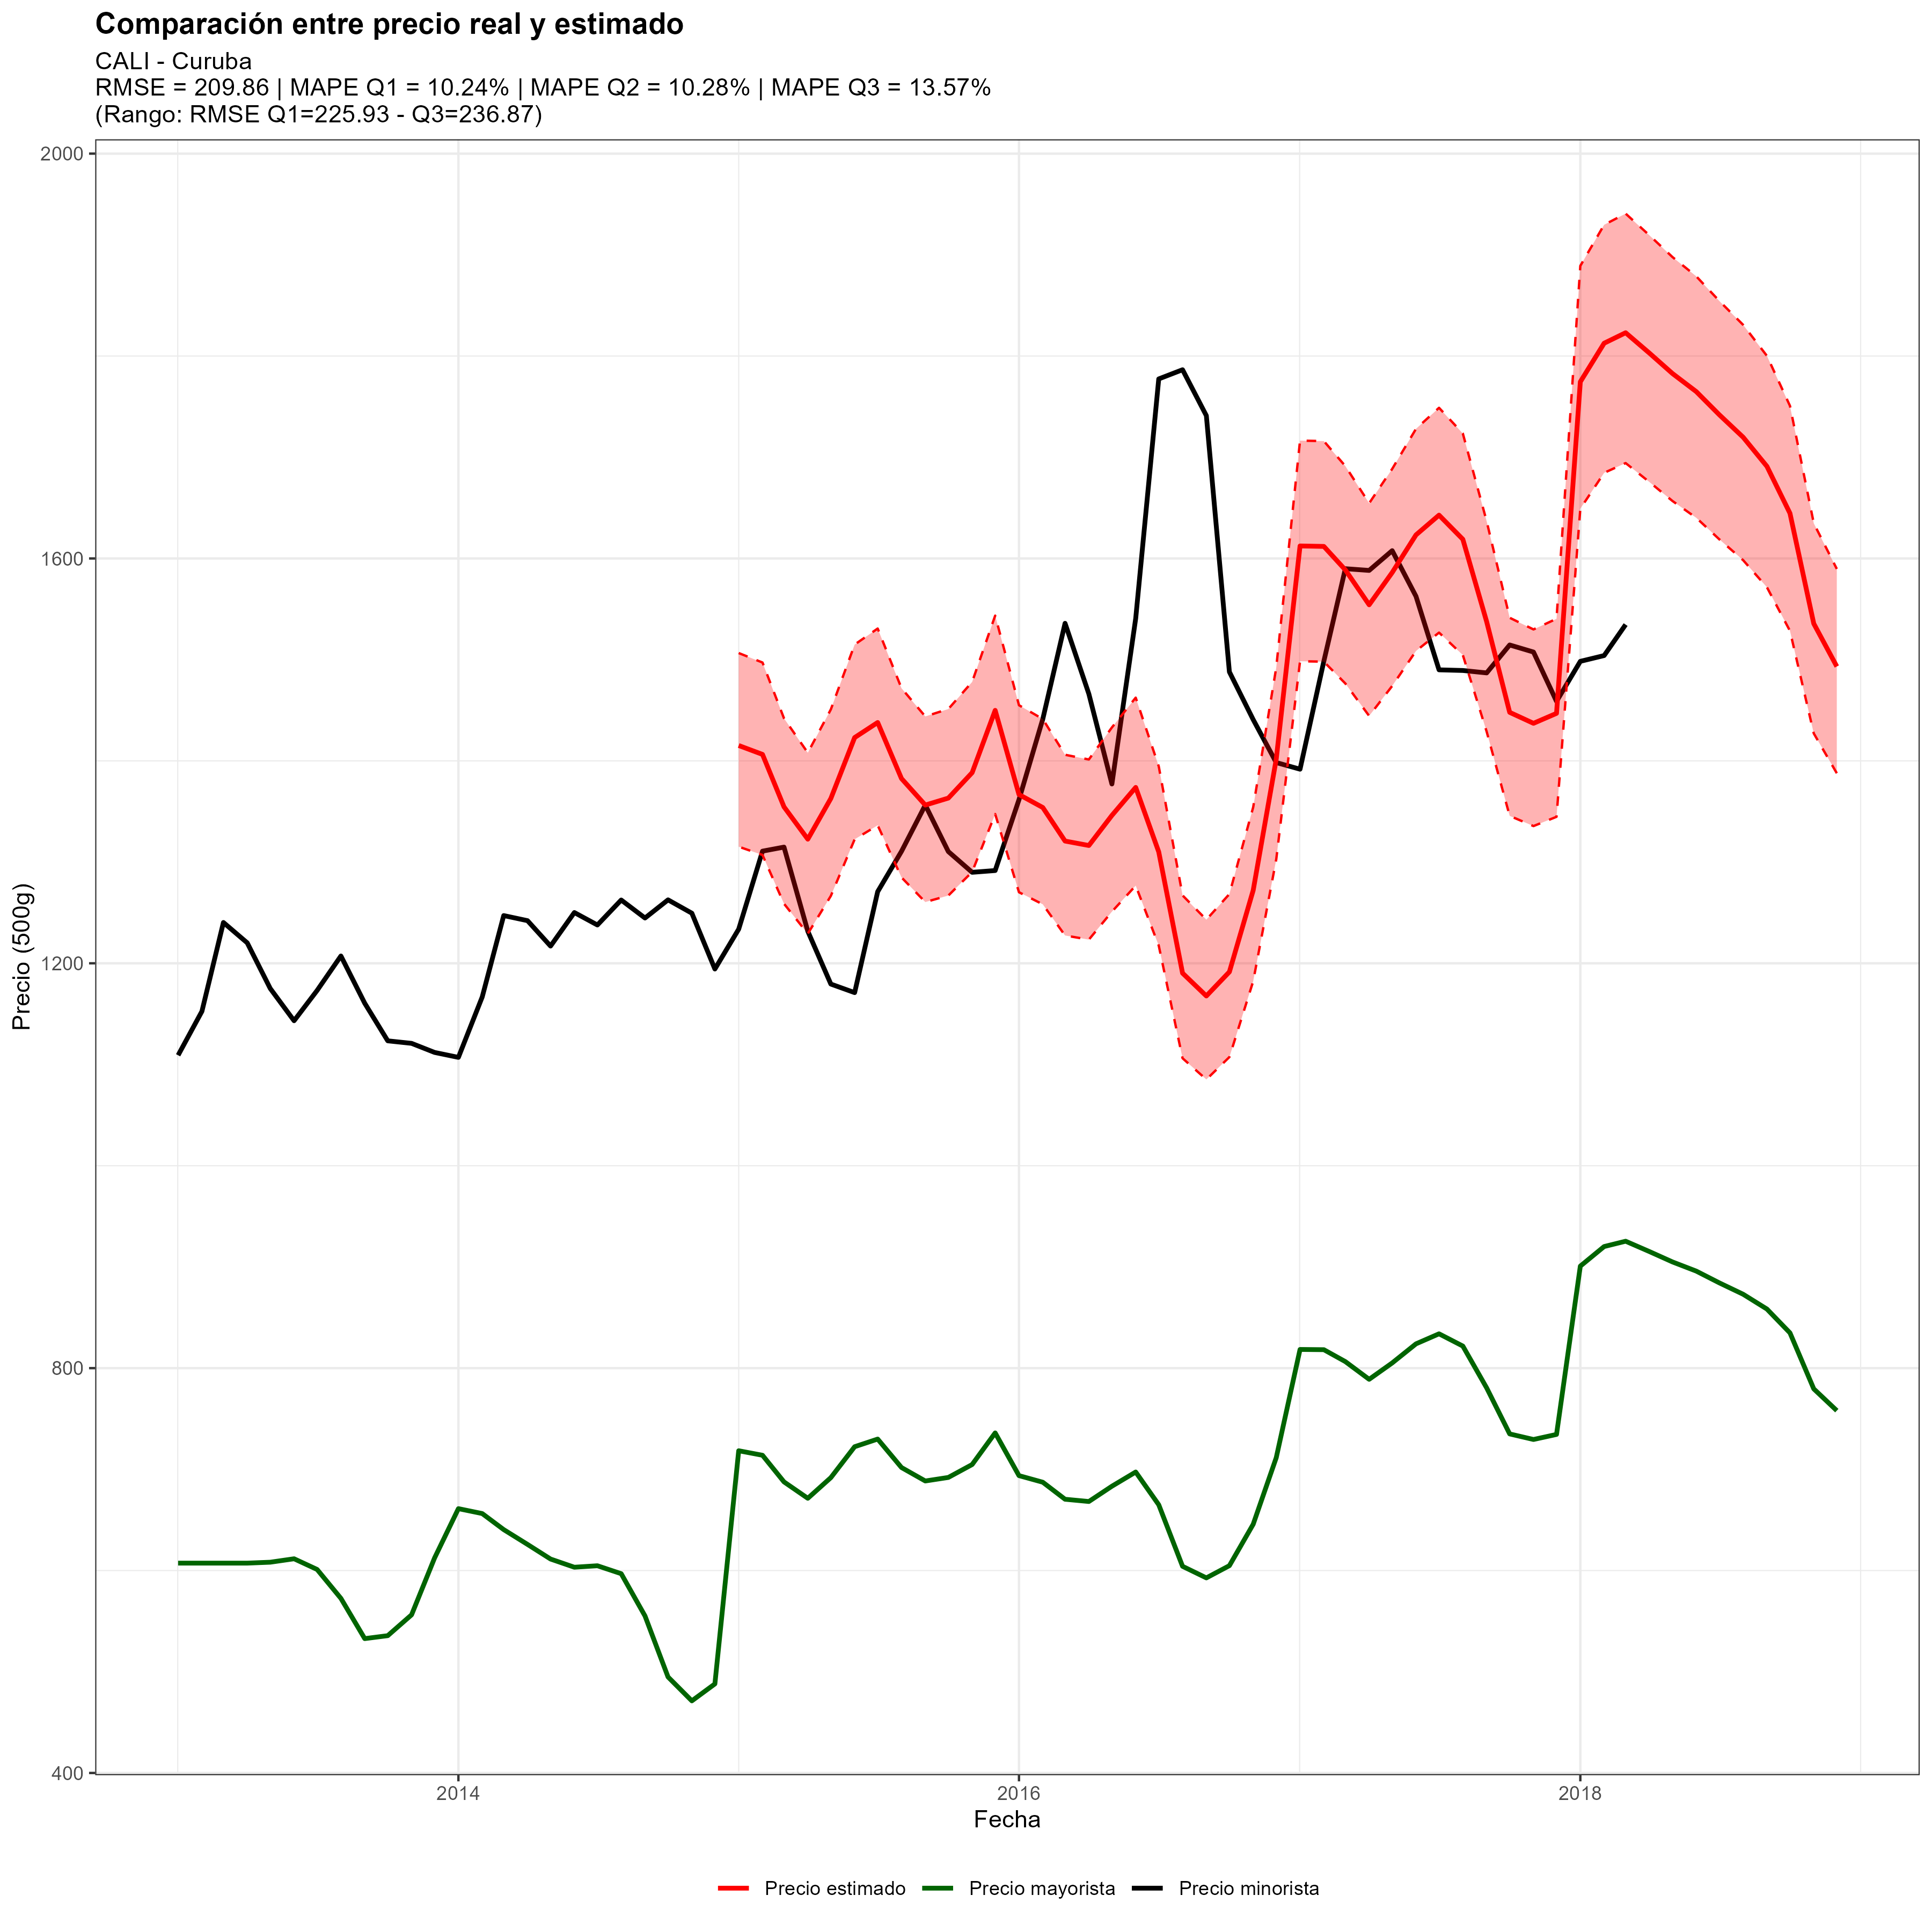 Comparación entre precio real y estimado
CALI - Curuba
RMSE = 209.86 | MAPE Q1 = 10.24% | MAPE Q2 = 10.28% | MAPE Q3 = 13.57%
(Rango: RMSE Q1=225.93 - Q3=236.87)
2000
1600
1200
800
400
Precio (500g)
2014
2016
2018
Fecha
Precio estimado
Precio mayorista
Precio minorista